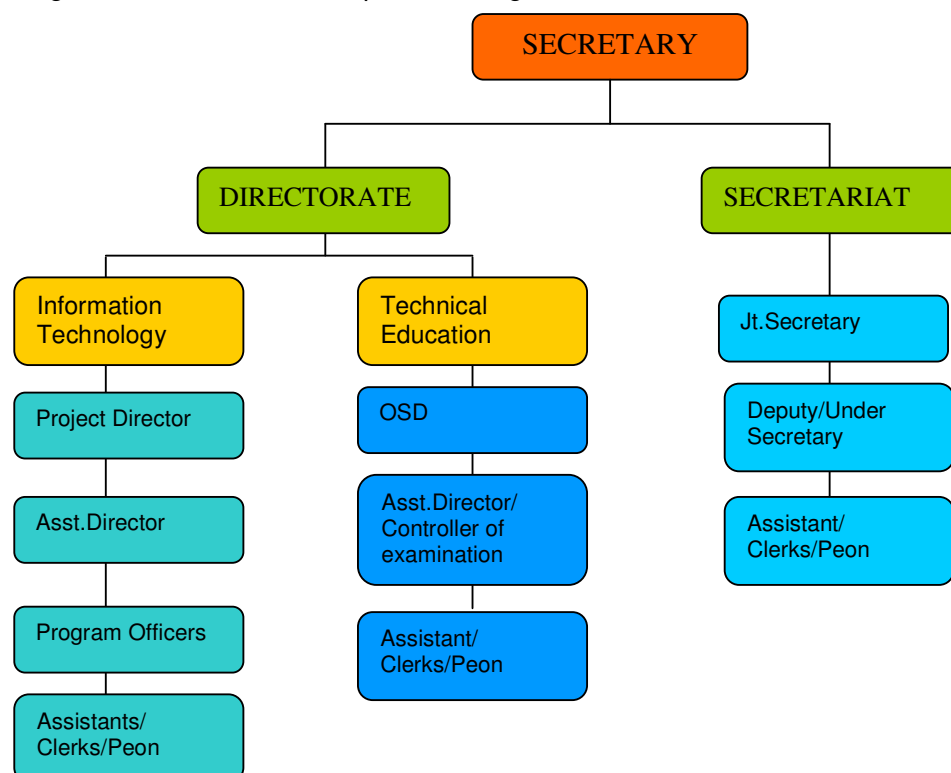 SECRETARY
DIRECTORATE
SECRETARIAT
Information
Technology
Technical
Education
Jt.Secretary
Project Director
OSD
Deputy/Under
Secretary
Asst.Director
Asst.Director/
Controller of
examination
Assistant/
Clerks/Peon
Program Officers
Assistant/
Clerks/Peon
Assistants/
Clerks/Peon